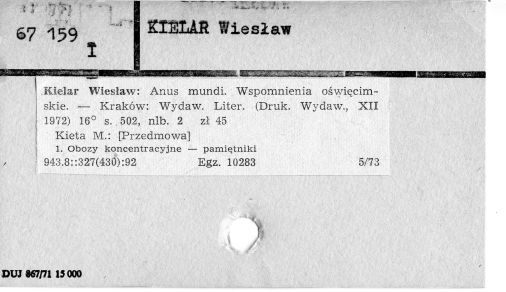 67 159
I
KIELAR Wiesław
Kielar Wiesław: Anus mundi. Wspomnienia oświęcim-
skie. — Kraków: Wydaw. Liter. (Druk. Wydaw., XII
1972) 16° s. 502, nlb. 2 zł 45
Kieta M.: [Przedmowa]
1. Obozy koncentracyjne — pamiętniki
943.8::327(430):92 Egz. 10283 5/73
DUJ 867/71 15 000